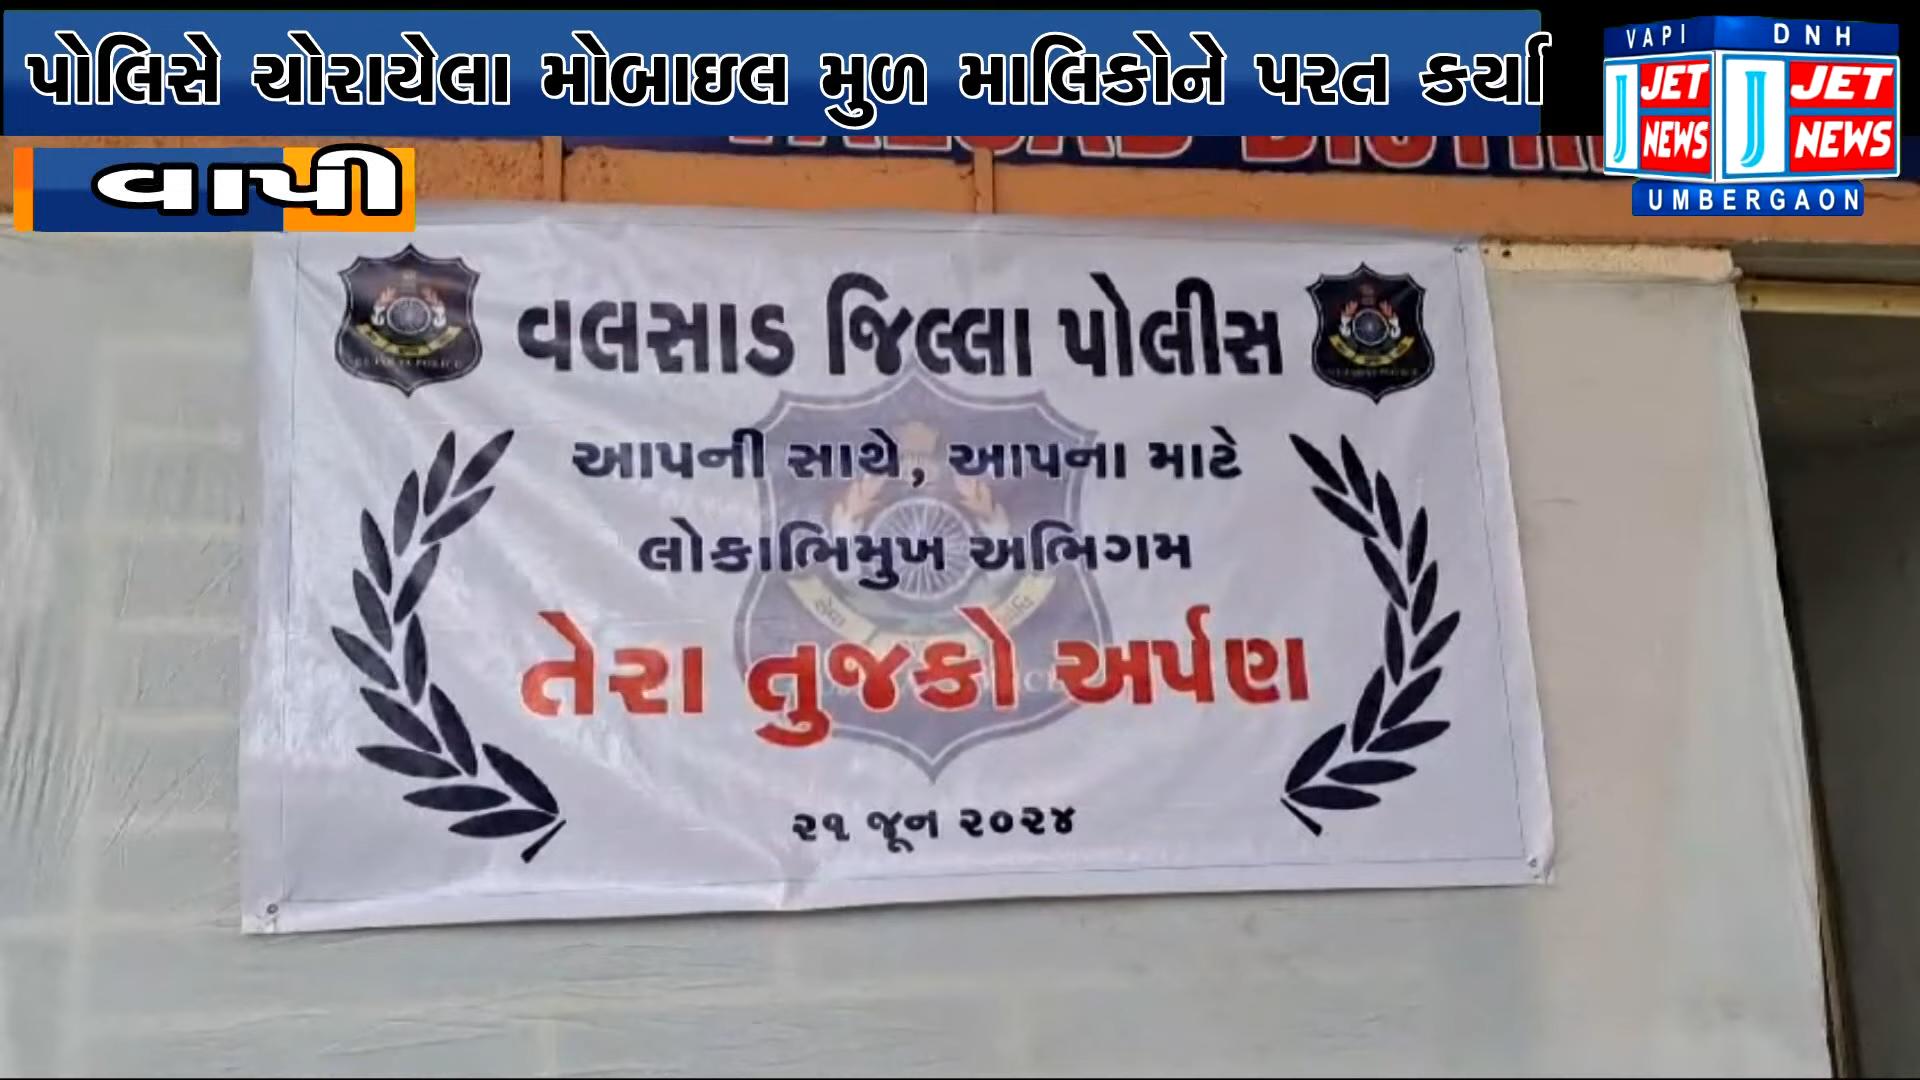 પોલિસે ચોરાયેલા મોબાઇલ મુળ માલિકોને પરત કર્યા
VAPI DNH
JET NEWS JET NEWS
UMBERGAON
વાપી
વલસાડ જિલ્લા પોલીસ
આપની સાથે, આપના માટે
લોકાભિમુખ અભિગમ
તેરા તુજકો અર્પણ
૨૧ જૂન ૨૦૨૪